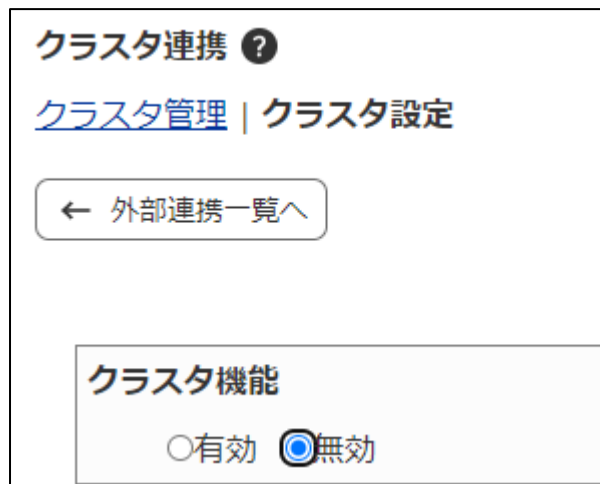 クラスタ連携 ?
クラスタ管理 | クラスタ設定
← 外部連携一覧へ
クラスタ機能
有効 無効